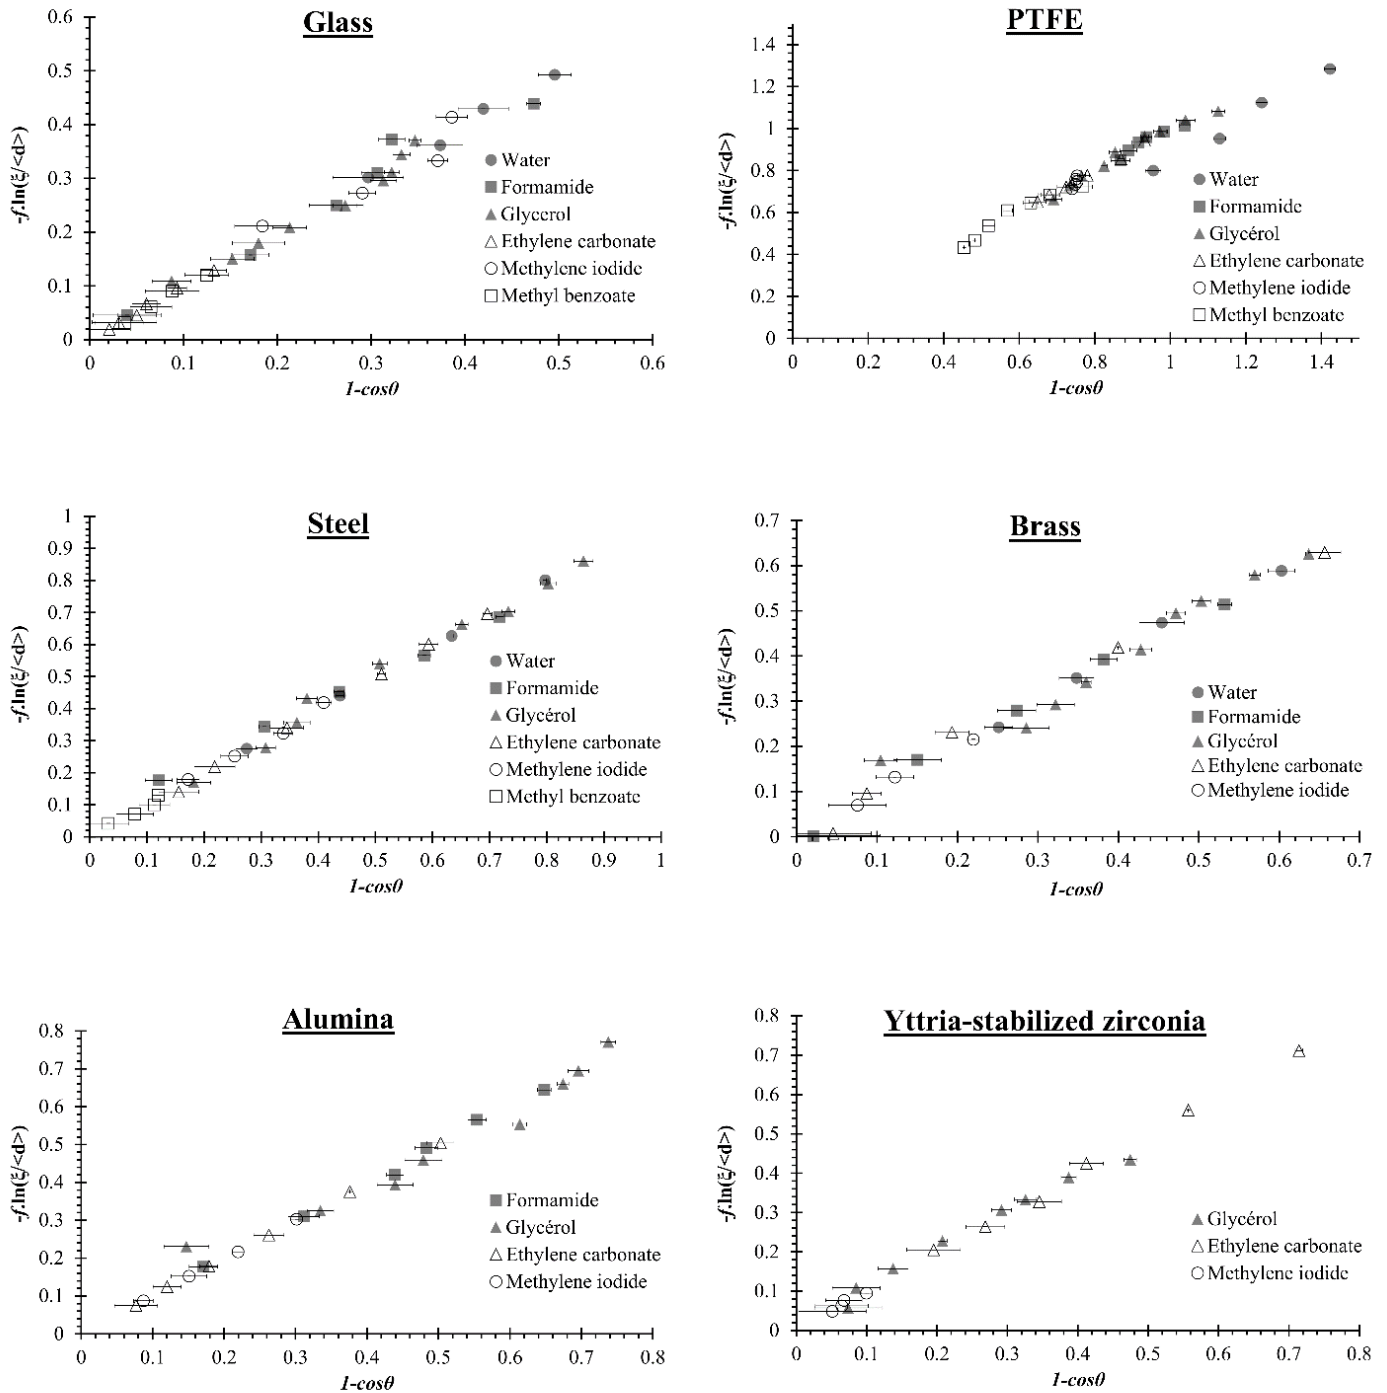 Glass
0.6
0.5
0.4
0.3
0.2
0.1
0
-f.ln(ξ/<d>)
0 0.1 0.2 0.3 0.4 0.5 0.6
1-cosθ
Water
Formamide
Glycerol
Ethylene carbonate
Methylene iodide
Methyl benzoate
PTFE
1.4
1.2
1
0.8
0.6
0.4
0.2
0
-f.ln(ξ/<d>)
0 0.2 0.4 0.6 0.8 1 1.2 1.4
1-cosθ
Water
Formamide
Glycérol
Ethylene carbonate
Methylene iodide
Methyl benzoate
Steel
1
0.9
0.8
0.7
0.6
0.5
0.4
0.3
0.2
0.1
0
-f.ln(ξ/<d>)
0 0.1 0.2 0.3 0.4 0.5 0.6 0.7 0.8 0.9 1
1-cosθ
Water
Formamide
Glycérol
Ethylene carbonate
Methylene iodide
Methyl benzoate
Brass
0.7
0.6
0.5
0.4
0.3
0.2
0.1
0
-f.ln(ξ/<d>)
0 0.1 0.2 0.3 0.4 0.5 0.6 0.7
1-cosθ
Water
Formamide
Glycérol
Ethylene carbonate
Methylene iodide
Alumina
0.8
0.7
0.6
0.5
0.4
0.3
0.2
0.1
0
-f.ln(ξ/<d>)
0 0.1 0.2 0.3 0.4 0.5 0.6 0.7 0.8
1-cosθ
Formamide
Glycérol
Ethylene carbonate
Methylene iodide
Yttria-stabilized zirconia
0.8
0.7
0.6
0.5
0.4
0.3
0.2
0.1
0
-f.ln(ξ/<d>)
0 0.1 0.2 0.3 0.4 0.5 0.6 0.7 0.8
1-cosθ
Glycérol
Ethylene carbonate
Methylene iodide